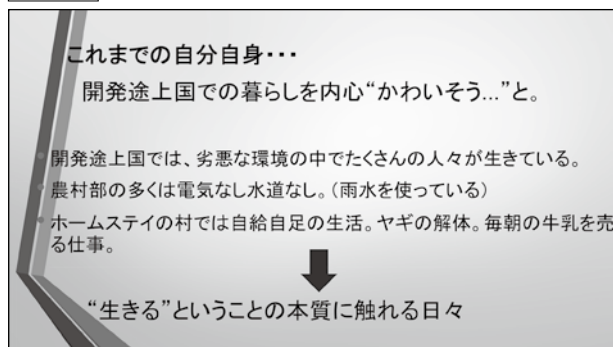 これまでの自分自身・・・
開発途上国での暮らしを内心“かわいそう...”と。
• 開発途上国では、劣悪な環境の中でたくさんの人々が生きている。
• 農村部の多くは電気なし水道なし。（雨水を使っている）
• ホームステイの村では自給自足の生活。ヤギの解体。毎朝の牛乳を売
る仕事。
“生きる”ということの本質に触れる日々